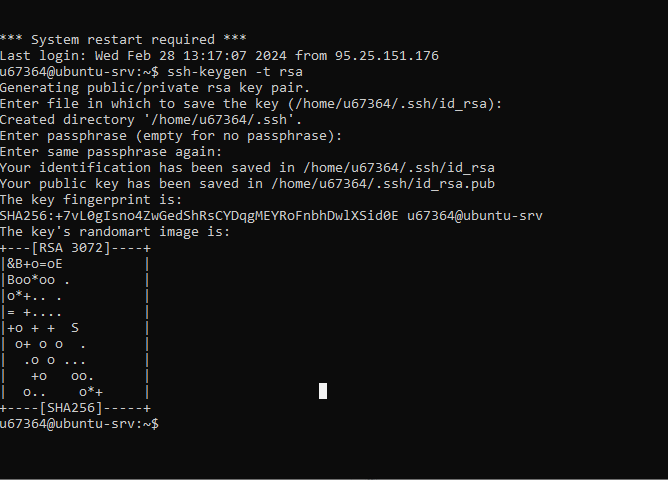 *** System restart required ***
Last login: Wed Feb 28 13:17:07 2024 from 95.25.151.176
u67364@ubuntu-srv:~$ ssh-keygen -t rsa
Generating public/private rsa key pair.
Enter file in which to save the key (/home/u67364/.ssh/id_rsa):
Created directory '/home/u67364/.ssh'.
Enter passphrase (empty for no passphrase):
Enter same passphrase again:
Your identification has been saved in /home/u67364/.ssh/id_rsa
Your public key has been saved in /home/u67364/.ssh/id_rsa.pub
The key fingerprint is:
SHA256:+7vL0gIsno4ZwGedShRsCYDqgMEYRoFnbhDwlXSid0E u67364@ubuntu-srv
The key's randomart image is:
+---[RSA 3072]----+
|&B+o=oE          |
|Boo*oo .         |
|o*+.. .          |
|= +....          |
|+o + +  S        |
| o+ o o  .       |
|  .o o ...       |
|   +o   oo.      |
|  o..    o*+     |
+----[SHA256]-----+
u67364@ubuntu-srv:~$